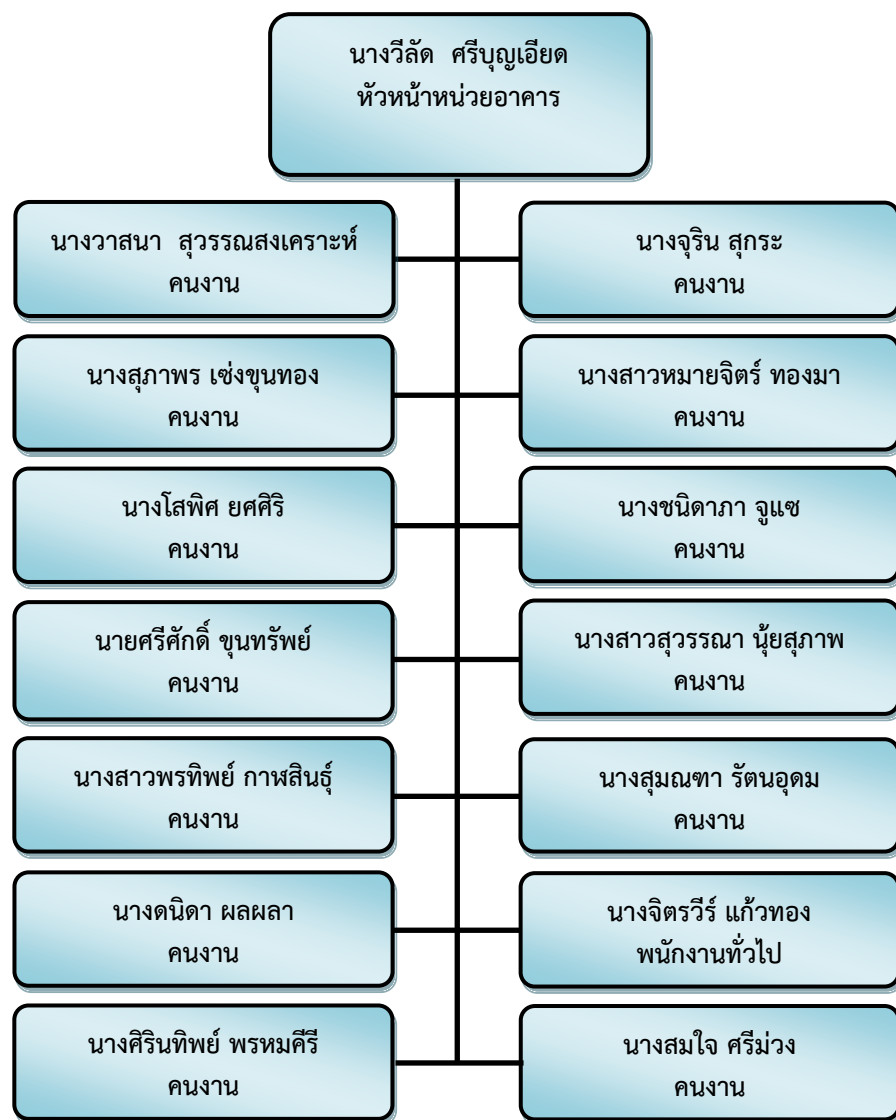 นางวีลัด  ศรีบุญเอียด
หัวหน้าหน่วยอาคาร
นางวาสนา  สุวรรณสงเคราะห์
คนงาน
นางจุริน สุกระ
คนงาน
นางสุภาพร เซ่งขุนทอง
คนงาน
นางสาวหมายจิตร์ ทองมา
คนงาน
นางโสพิศ ยศศิริ
คนงาน
นางชนิดาภา จูแซ
คนงาน
นายศรีศักดิ์ ขุนทรัพย์
คนงาน
นางสาวสุวรรณา นุ้ยสุภาพ
คนงาน
นางสาวพรทิพย์ กาฬสินธุ์
คนงาน
นางสุมณฑา รัตนอุดม
คนงาน
นางดนิดา ผลผลา
คนงาน
นางจิตรวีร์ แก้วทอง
พนักงานทั่วไป
นางศิรินทิพย์ พรหมคีรี
คนงาน
นางสมใจ ศรีม่วง
คนงาน